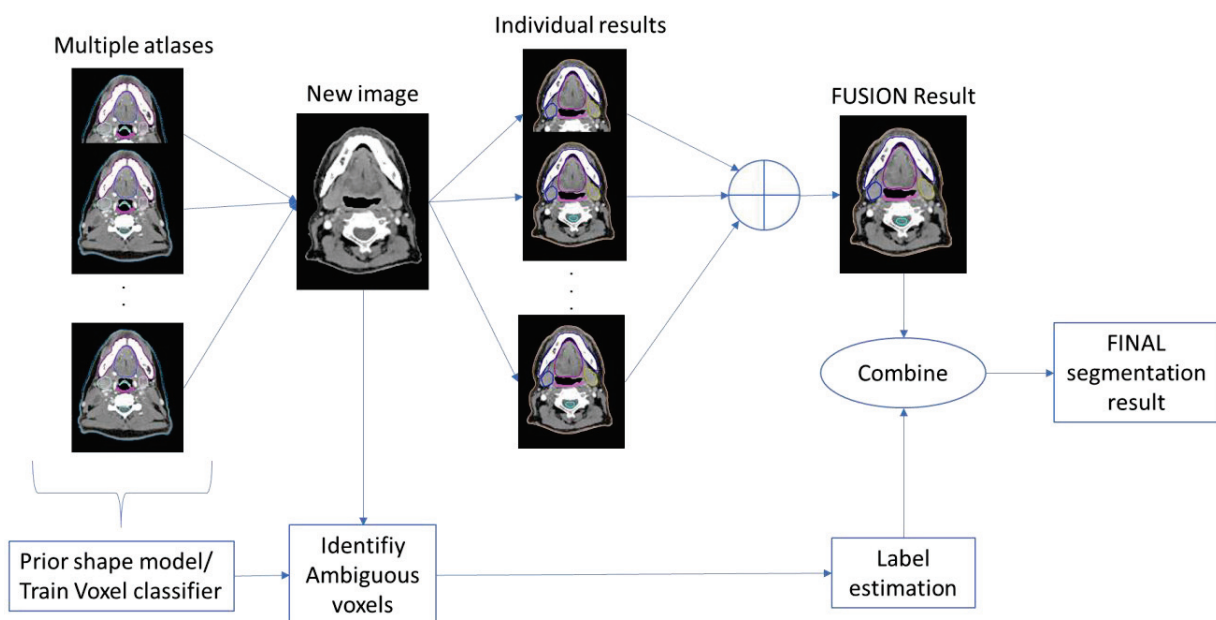 Multiple atlases
New image
Individual results
FUSION Result
Combine
FINAL
segmentation
result
Prior shape model/
Train Voxel classifier
Identifiy
Ambiguous
voxels
Label
estimation